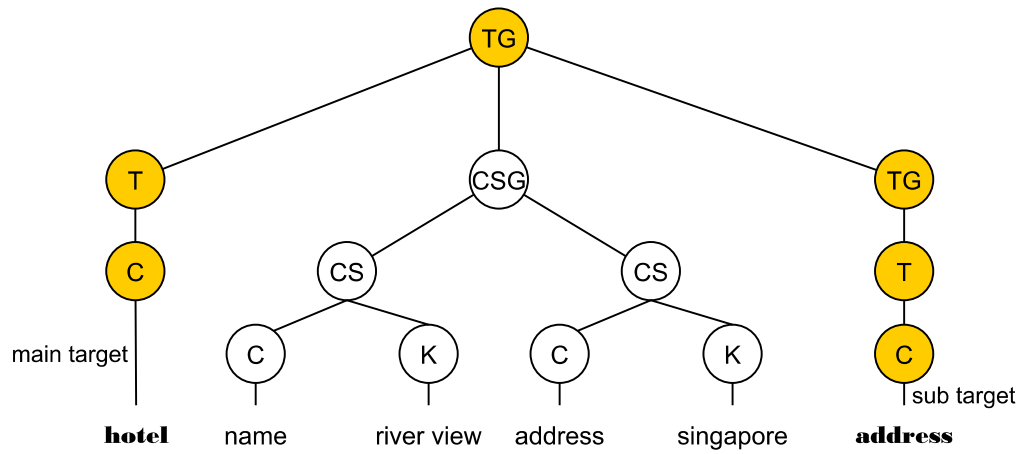 TG
T CSG TG
C CS CS T
main target C K C K C
sub target
hotel name river view address singapore address